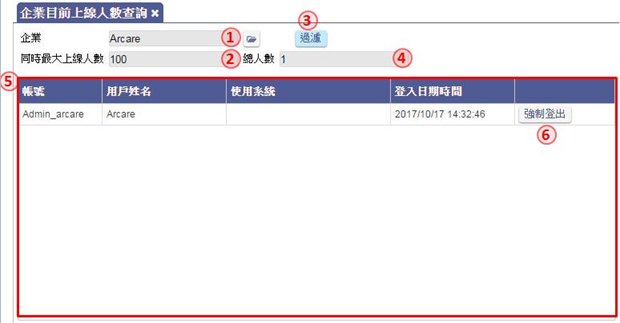 企業目前上線人數查詢 ✖
③
企業 Arcare ① 過濾
同時最大上線人數 100 ② 總人數 1 ④
⑤
帳號 用戶姓名 使用系統 登入日期時間
Admin_arcare Arcare 2017/10/17 14:32:46 強制登出
⑥